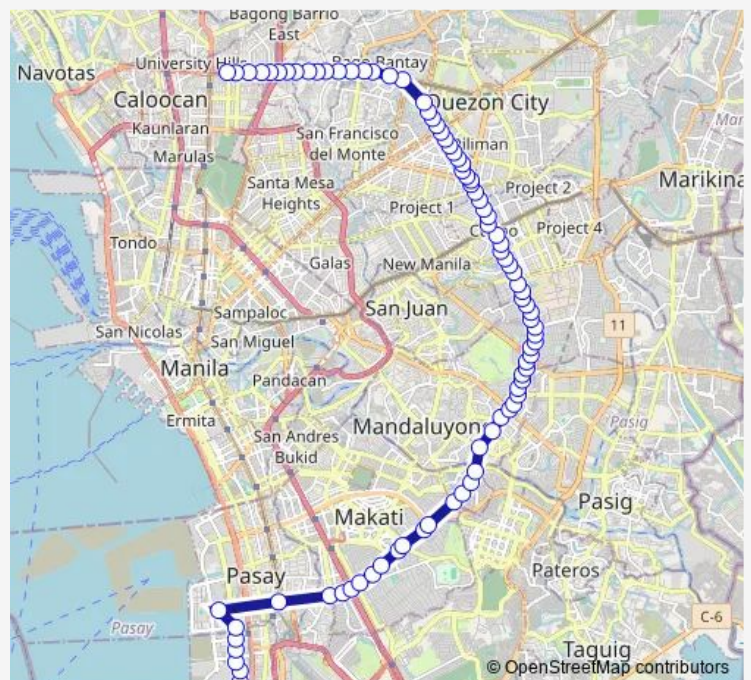 Bagong Barrio
East
Navotas
University Hills
Bago Bantay
Caloocan
Quezon City
Kaunlaran
San Francisco
del Monte
Marulas
Diliman
Santa Mesa
Heights
Project 2
Marikina
Project 1
Project 4
Cubao
Tondo
Galas
New Manila
Sampaloc
San Juan
San Nicolas
San Miguel
11
Manila
Pandacan
Ermita
Mandaluyong
Pasig
San Andres
Bukid
Pasig
Makati
Pasay
Pateros
Pasay
C-6
Taguig
© OpenStreetMap contributors